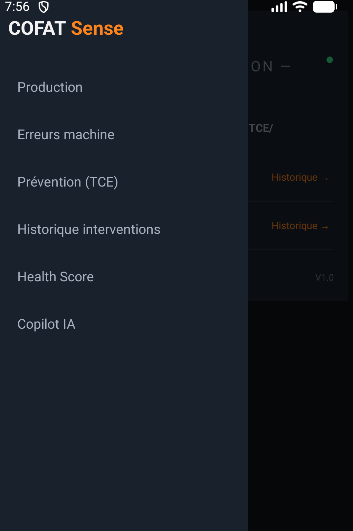 7:56
COFAT Sense
ON —
Production
TCE/
Erreurs machine
Prévention (TCE)
Historique →
Historique interventions
Historique →
Health Score
V1.0
Copilot IA